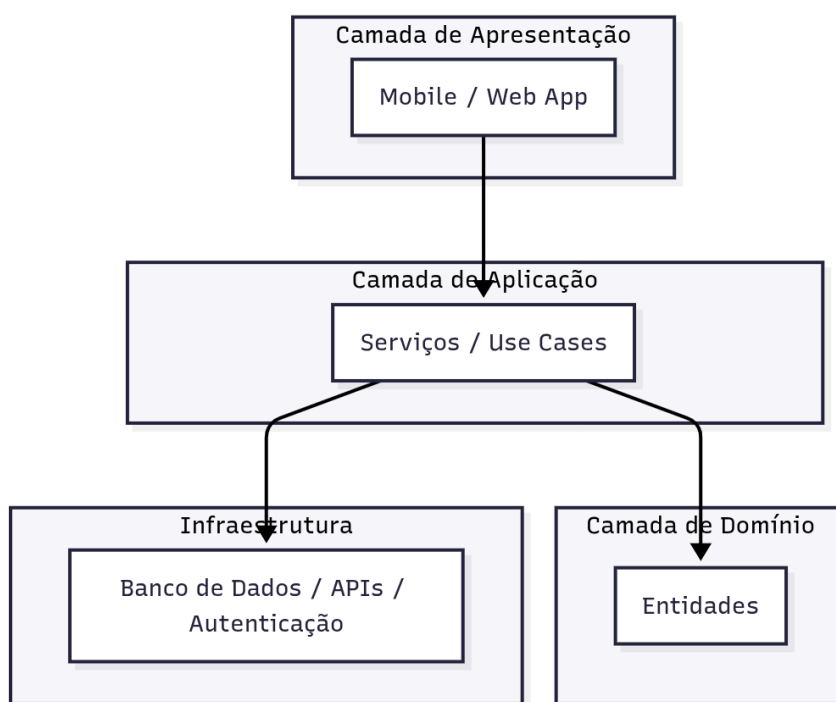 Camada de Apresentação
Mobile / Web App
Camada de Aplicação
Serviços / Use Cases
Infraestrutura
Banco de Dados / APIs /
Autenticação
Camada de Domínio
Entidades